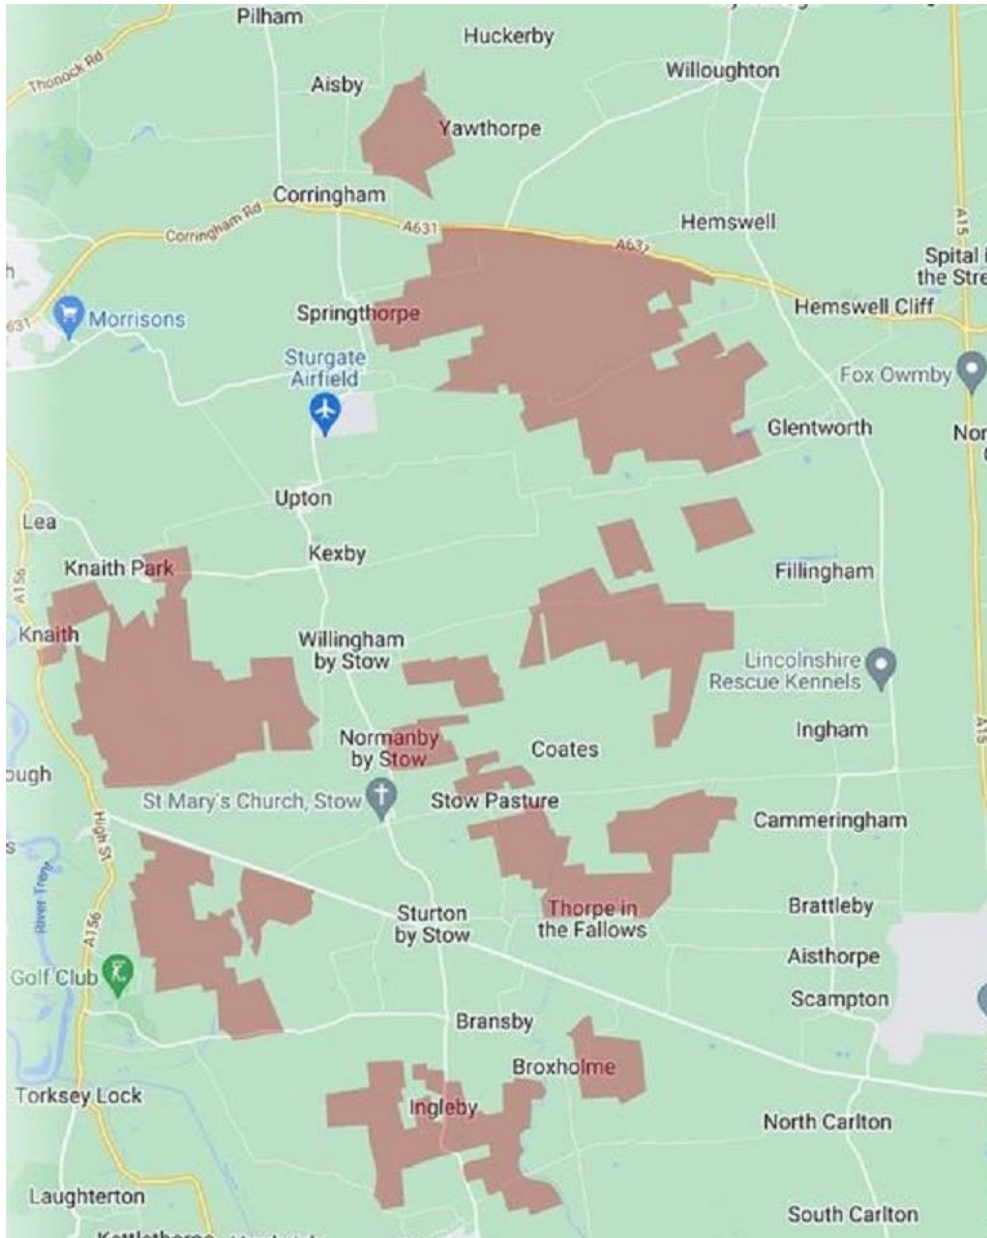 Pilham
Huckerby
Thonock Rd
Aisby
Willoughton
Yawthorpe
Corringham
Corringham Rd
A631
Hemswell
A631
A15
Spital i
the Stre
h
631
Morrisons
Springthorpe
Hemswell Cliff
Sturgate
Airfield
Fox Owmby
Glentworth
Nor
Upton
Lea
Kexby
Knaith Park
A156
Fillingham
Knaith
Willingham
by Stow
Lincolnshire
Rescue Kennels
Ingham
A15
Normanby
by Stow
Coates
ough
St Mary's Church, Stow
Stow Pasture
High St
Cammeringham
s
River Trent
A156
Sturton
by Stow
Thorpe in
the Fallows
Brattleby
Aisthorpe
Golf Club
Scampton
Bransby
Broxholme
Torksey Lock
Ingleby
North Carlton
Laughterton
South Carlton